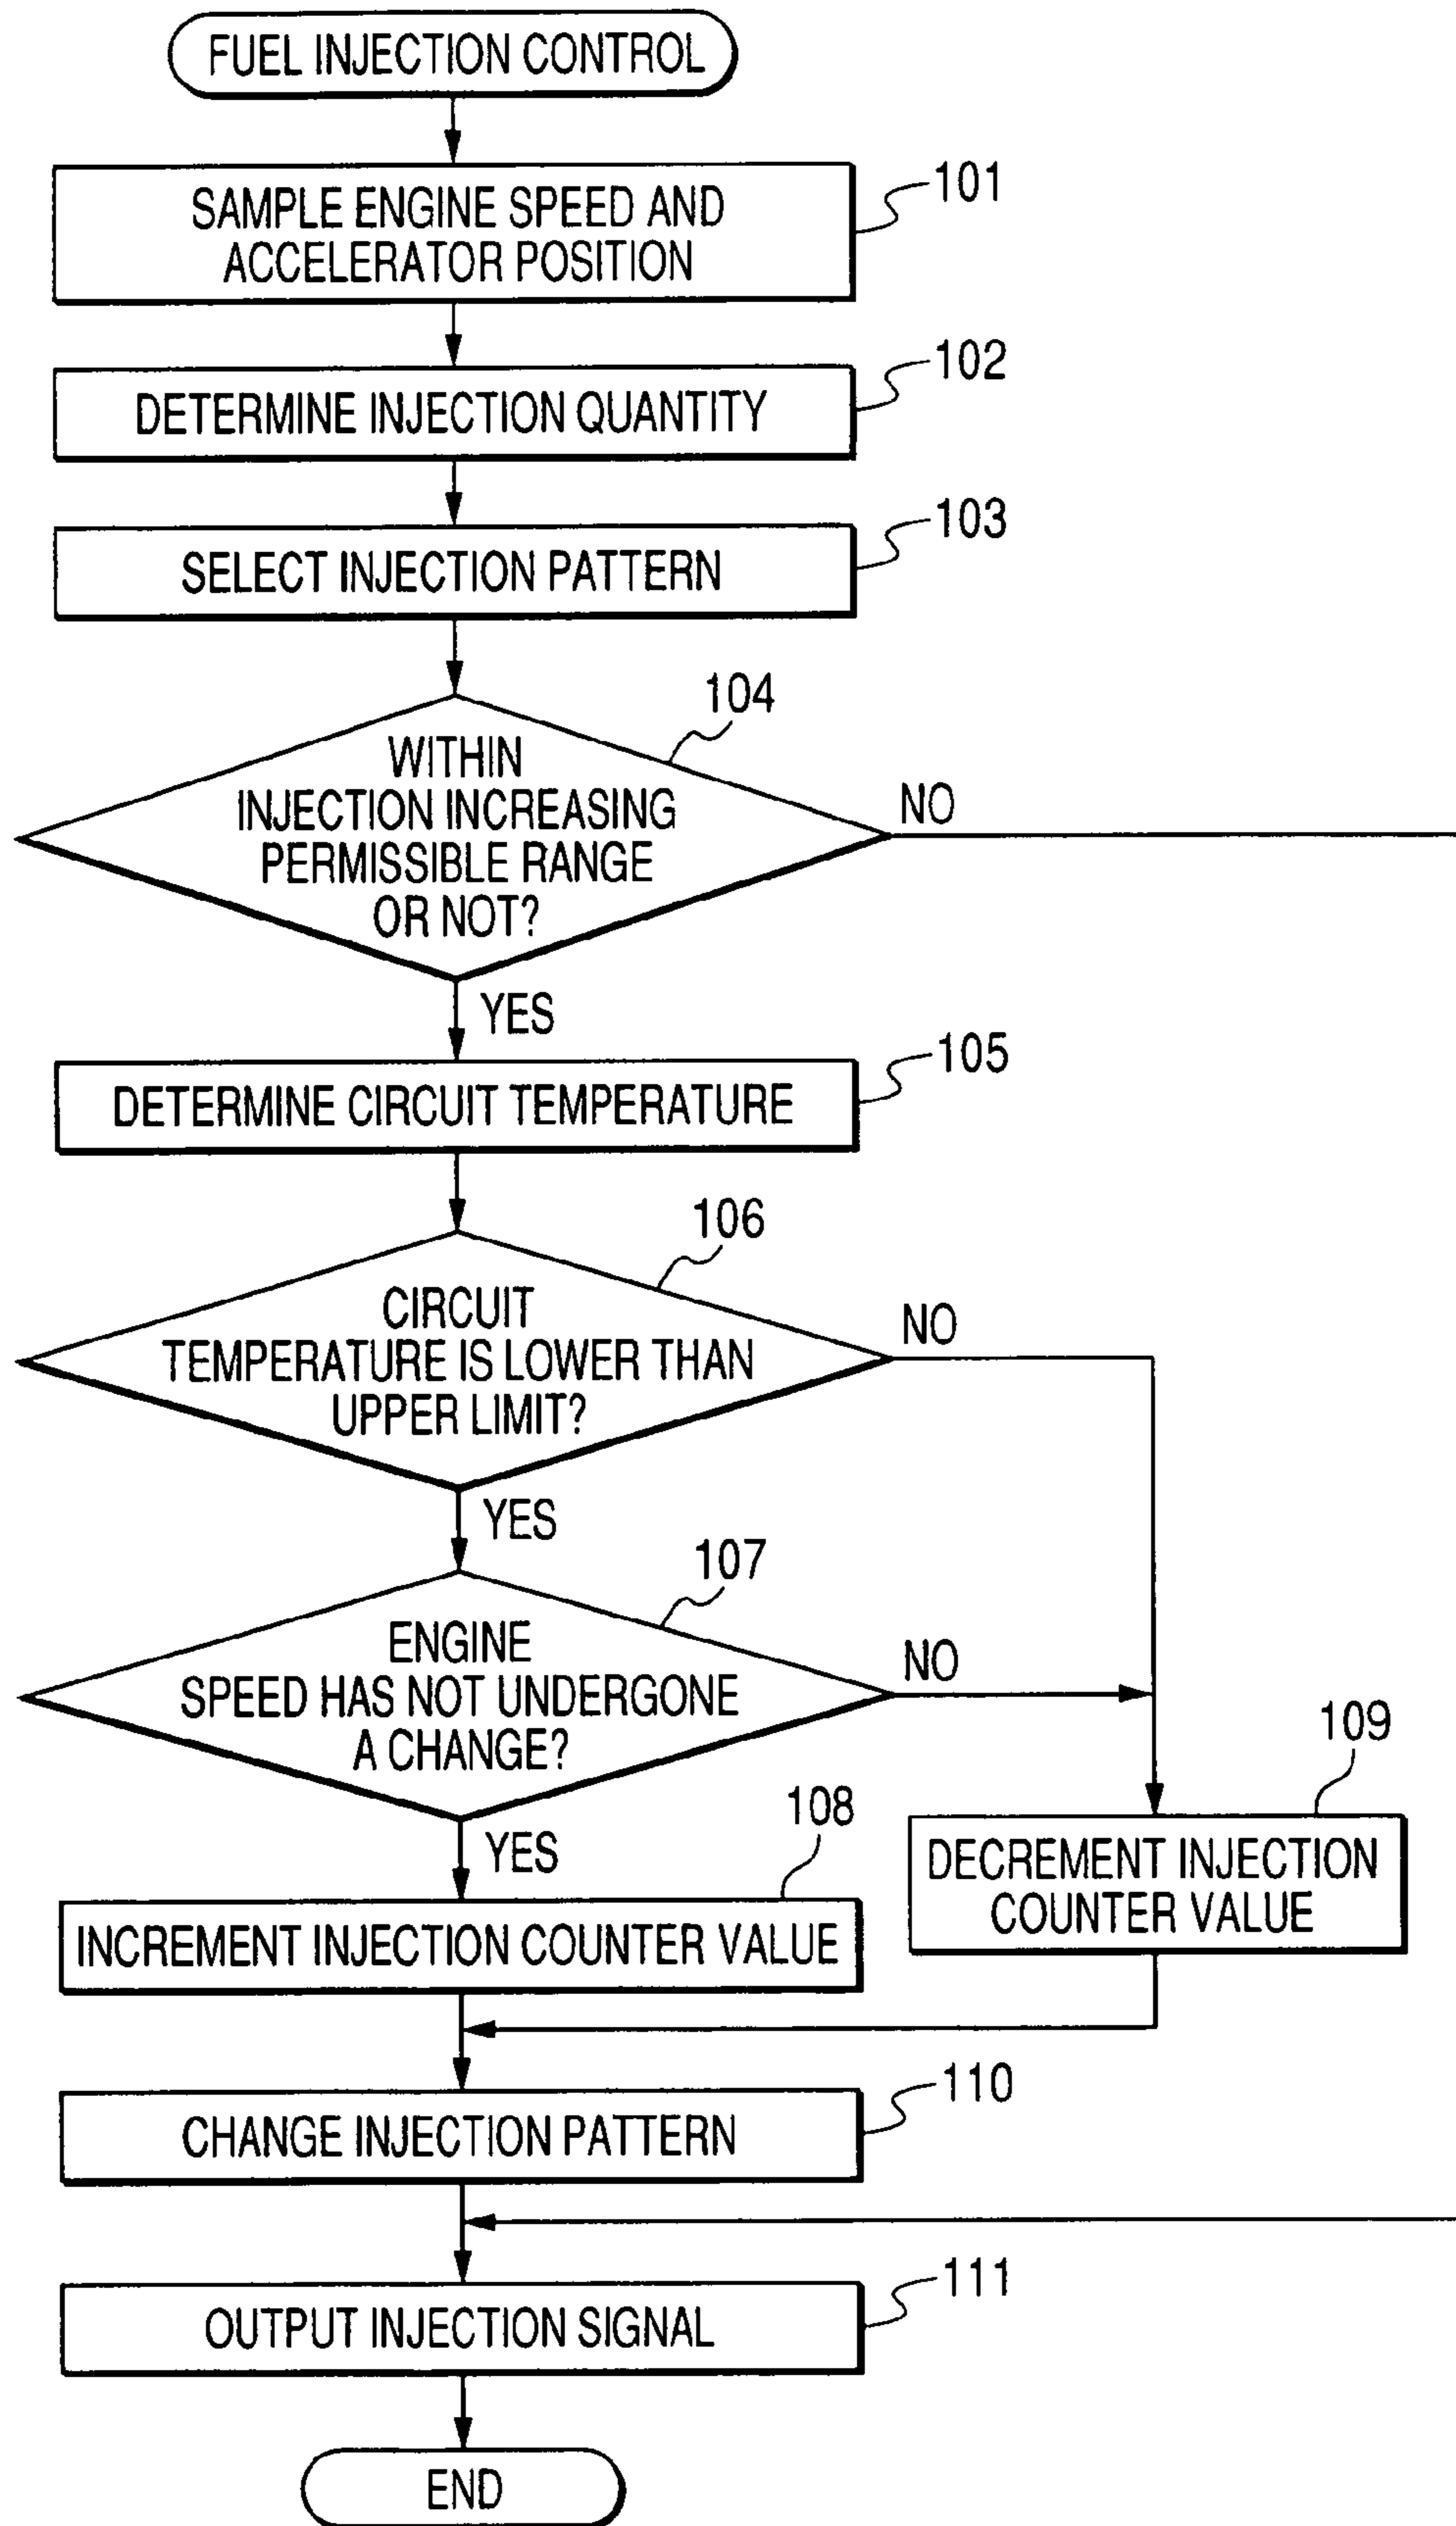 FUEL INJECTION CONTROL
SAMPLE ENGINE SPEED AND
ACCELERATOR POSITION
101
DETERMINE INJECTION QUANTITY
102
SELECT INJECTION PATTERN
103
104
WITHIN
INJECTION INCREASING
PERMISSIBLE RANGE
OR NOT?
NO
YES
DETERMINE CIRCUIT TEMPERATURE
105
106
CIRCUIT
TEMPERATURE IS LOWER THAN
UPPER LIMIT?
NO
YES
107
ENGINE
SPEED HAS NOT UNDERGONE
A CHANGE?
NO
YES
108
INCREMENT INJECTION COUNTER VALUE
109
DECREMENT INJECTION
COUNTER VALUE
CHANGE INJECTION PATTERN
110
OUTPUT INJECTION SIGNAL
111
END